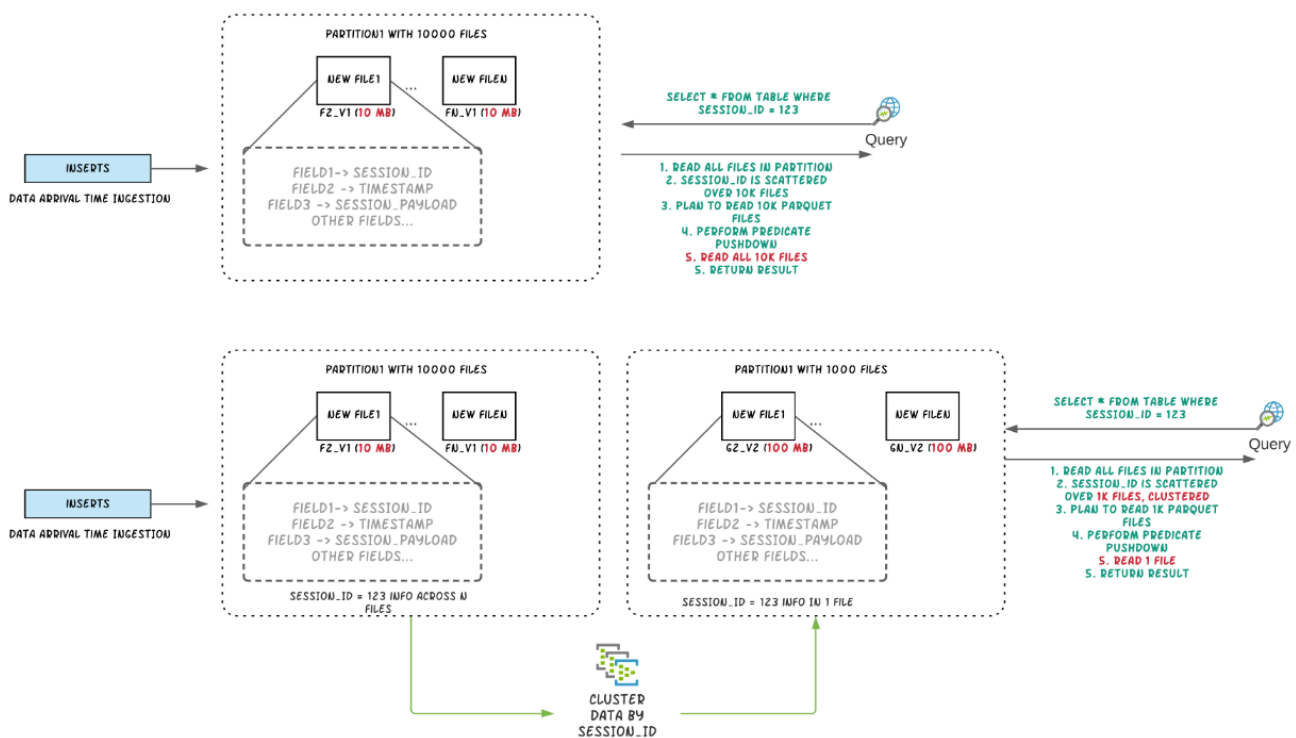 PARTITION1 WITH 10000 FILES
NEW FILE1
...
NEW FILEN
F2_V1 (10 MB)
FN_V1 (10 MB)
SELECT * FROM TABLE WHERE
SESSION_ID = 123
Query
INSERTS
DATA ARRIVAL TIME INGESTION
FIELD1-> SESSION_ID
FIELD2 -> TIMESTAMP
FIELD3 -> SESSION_PAYLOAD
OTHER FIELDS...
1. READ ALL FILES IN PARTITION
2. SESSION_ID IS SCATTERED
OVER 10K FILES
3. PLAN TO READ 10K PARQUET
FILES
4. PERFORM PREDICATE
PUSHDOWN
5. READ ALL 10K FILES
5. RETURN RESULT
PARTITION1 WITH 10000 FILES
NEW FILE1
...
NEW FILEN
F2_V1 (10 MB)
FN_V1 (10 MB)
INSERTS
DATA ARRIVAL TIME INGESTION
FIELD1-> SESSION_ID
FIELD2 -> TIMESTAMP
FIELD3 -> SESSION_PAYLOAD
OTHER FIELDS...
SESSION_ID = 123 INFO ACROSS N
FILES
PARTITION1 WITH 1000 FILES
NEW FILE1
...
NEW FILEN
G2_V2 (100 MB)
GN_V2 (100 MB)
FIELD1-> SESSION_ID
FIELD2 -> TIMESTAMP
FIELD3 -> SESSION_PAYLOAD
OTHER FIELDS...
SESSION_ID = 123 INFO IN 1 FILE
SELECT * FROM TABLE WHERE
SESSION_ID = 123
Query
1. READ ALL FILES IN PARTITION
2. SESSION_ID IS SCATTERED
OVER 1K FILES, CLUSTERED
3. PLAN TO READ 1K PARQUET
FILES
4. PERFORM PREDICATE
PUSHDOWN
5. READ 1 FILE
5. RETURN RESULT
CLUSTER
DATA BY
SESSION_ID